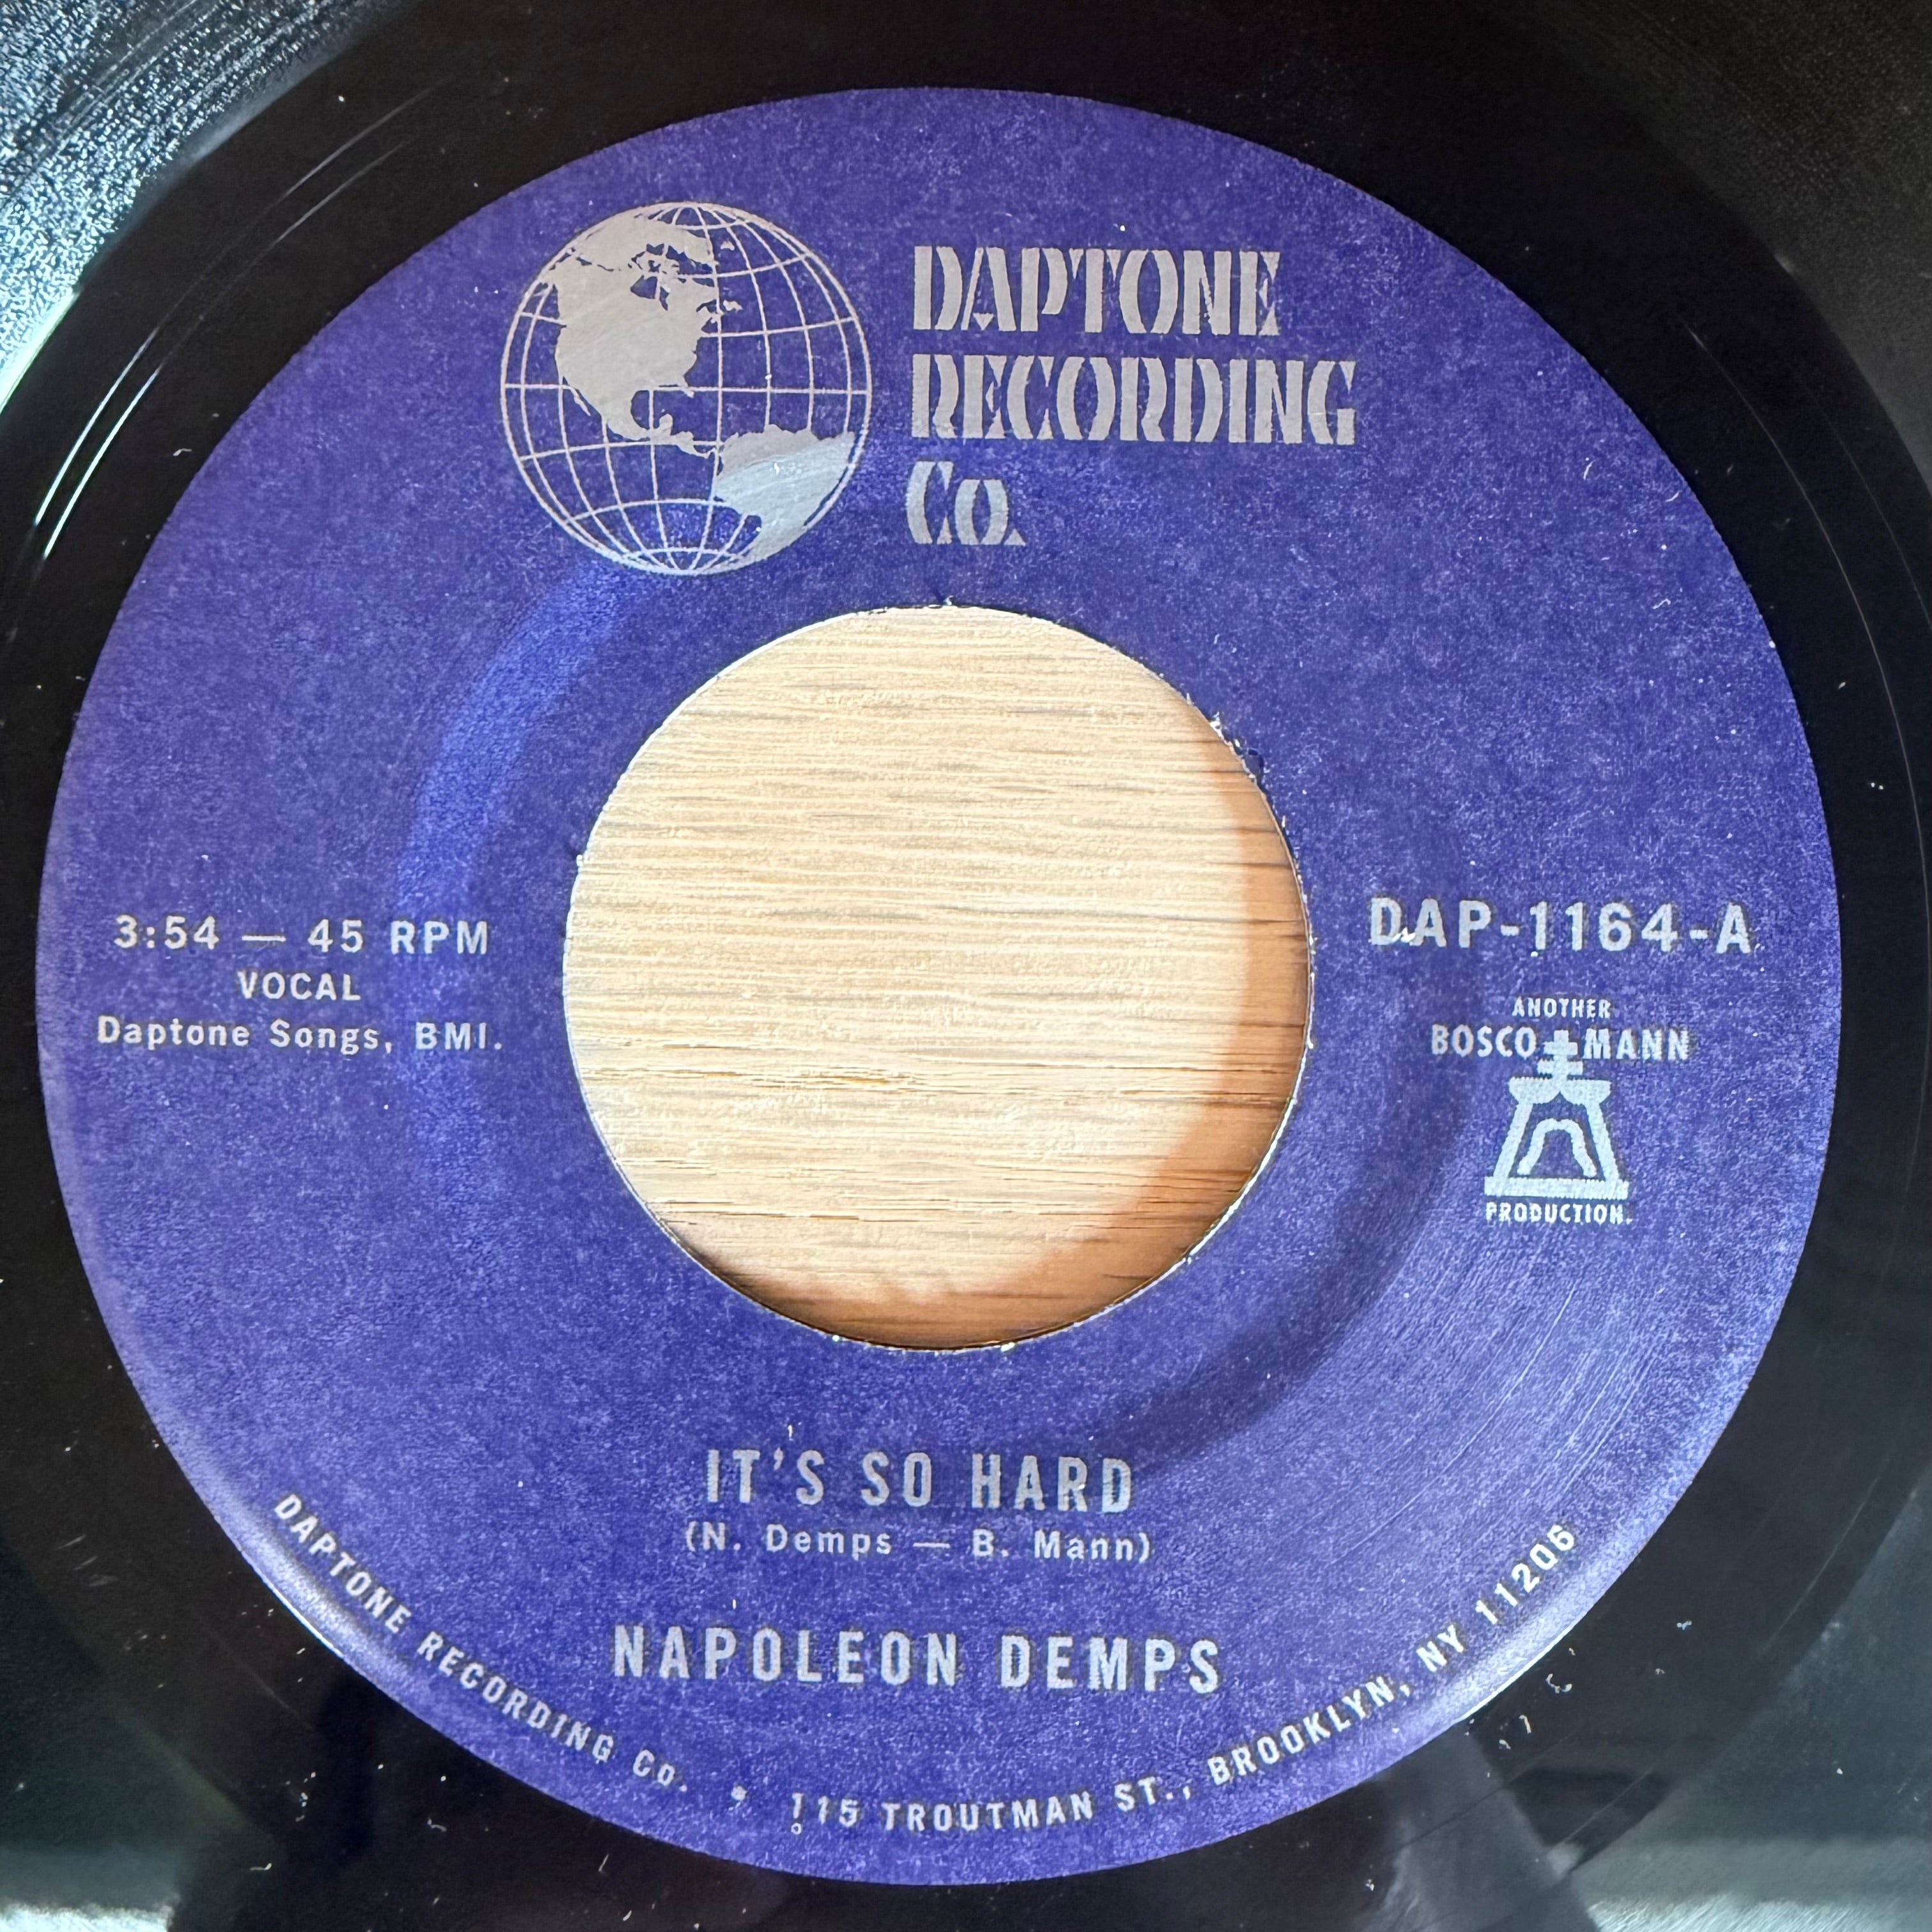 DAPTONE
RECORDING
Co.
3:54 — 45 RPM
VOCAL
Daptone Songs, BMI.
DAP-1164-A
ANOTHER
BOSCO MANN
PRODUCTION.
IT'S SO HARD
(N. Demps — B. Mann)
NAPOLEON DEMPS
DAPTONE RECORDING Co. • 115 TROUTMAN ST., BROOKLYN, NY 11206